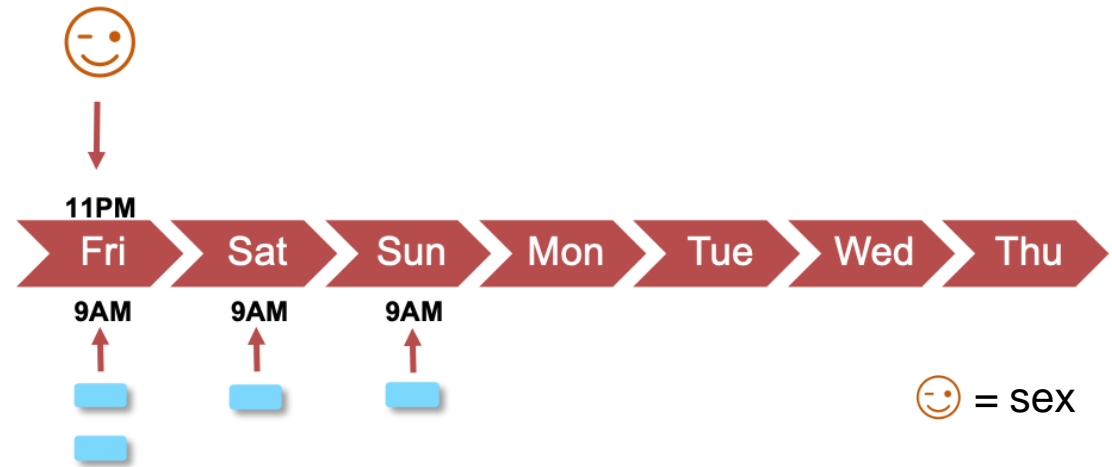 11PM
Fri Sat Sun Mon Tue Wed Thu
9AM 9AM 9AM
= sex